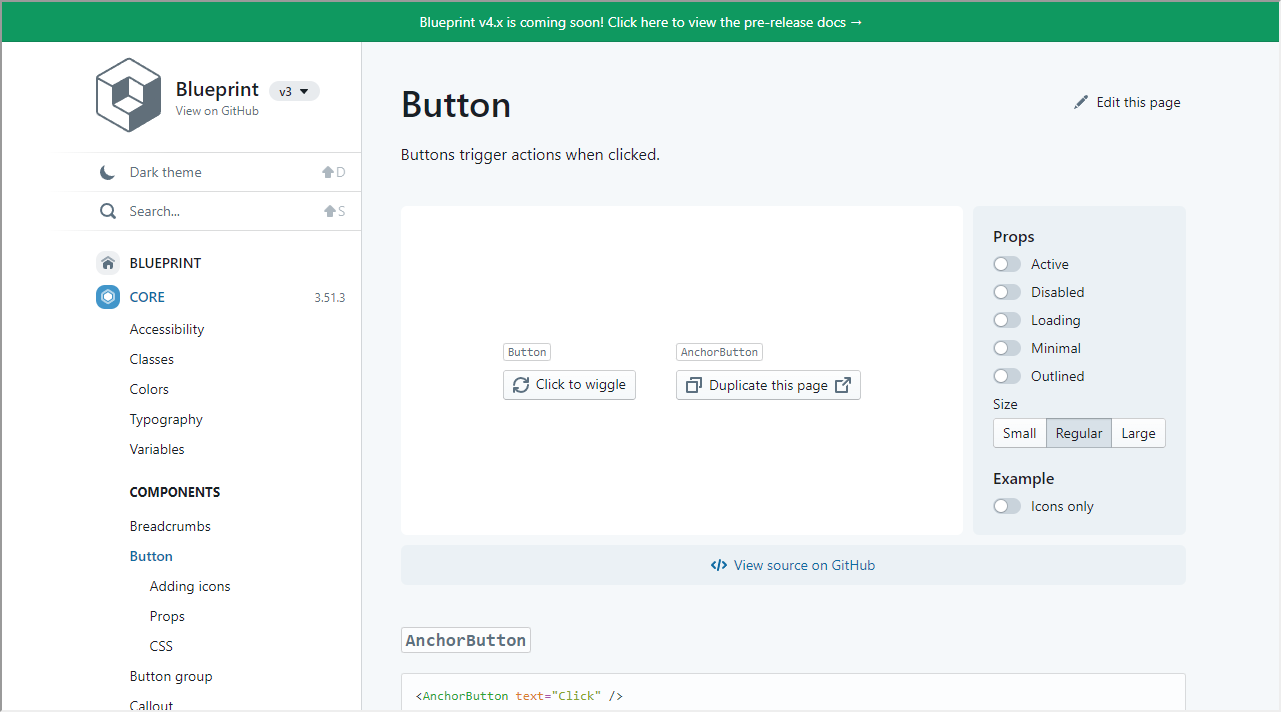 Blueprint v4.x is coming soon! Click here to view the pre-release docs →
Blueprint v3
View on GitHub
Dark theme D
Search... S
BLUEPRINT
CORE 3.51.3
Accessibility
Classes
Colors
Typography
Variables
COMPONENTS
Breadcrumbs
Button
Adding icons
Props
CSS
Button group
Callout
Button
Edit this page
Buttons trigger actions when clicked.
Button
Click to wiggle
AnchorButton
Duplicate this page
Props
Active
Disabled
Loading
Minimal
Outlined
Size
Small Regular Large
Example
Icons only
View source on GitHub
AnchorButton
<AnchorButton text="Click" />